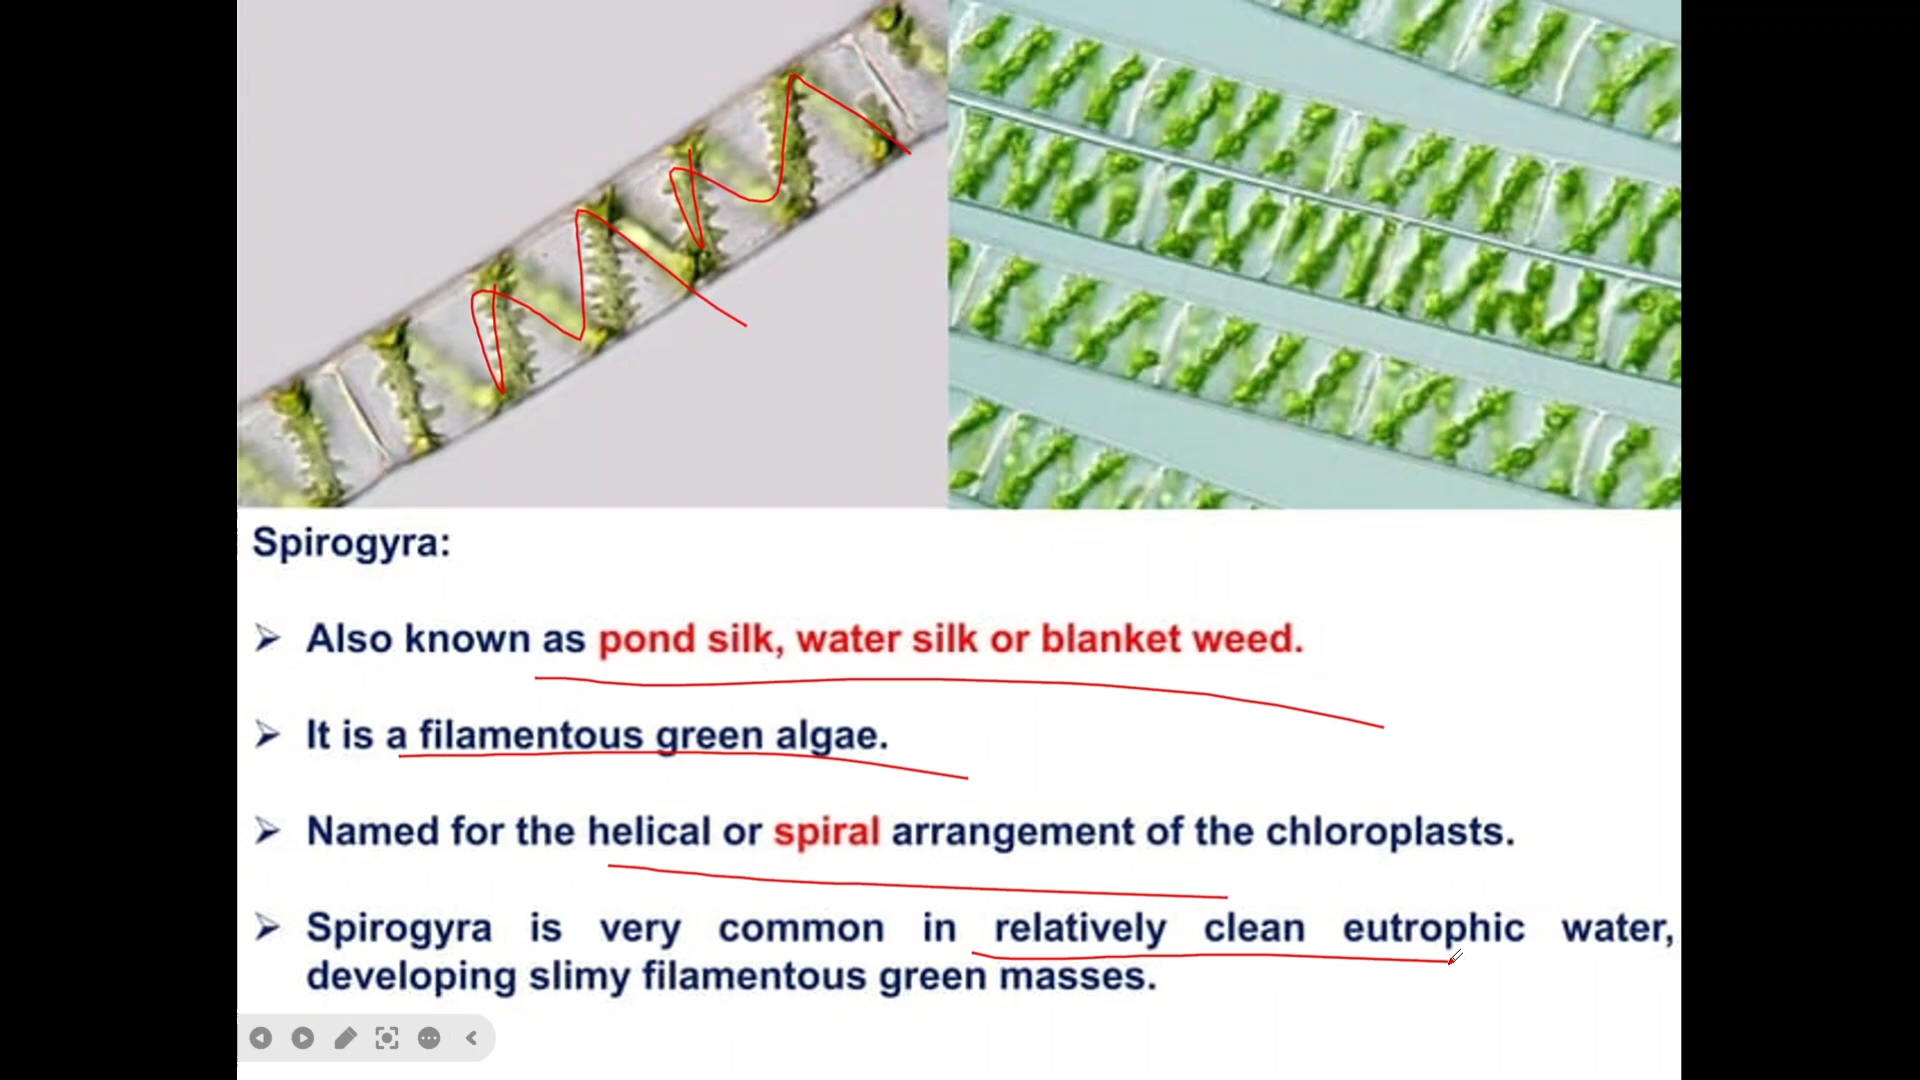 Spirogyra:
➢ Also known as pond silk, water silk or blanket weed.
➢ It is a filamentous green algae.
➢ Named for the helical or spiral arrangement of the chloroplasts.
➢ Spirogyra is very common in relatively clean eutrophic water,
developing slimy filamentous green masses.